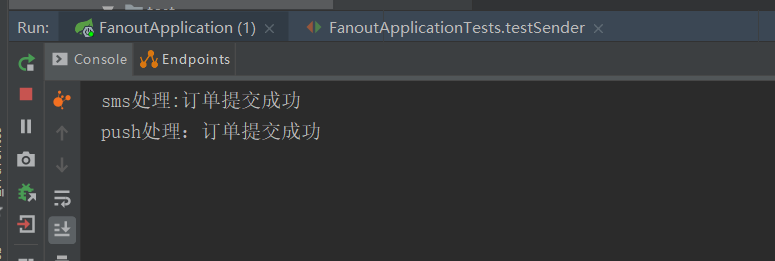 test
Run: FanoutApplication (1) × FanoutApplicationTests.testSender ×
Console Endpoints
sms处理:订单提交成功
push处理：订单提交成功